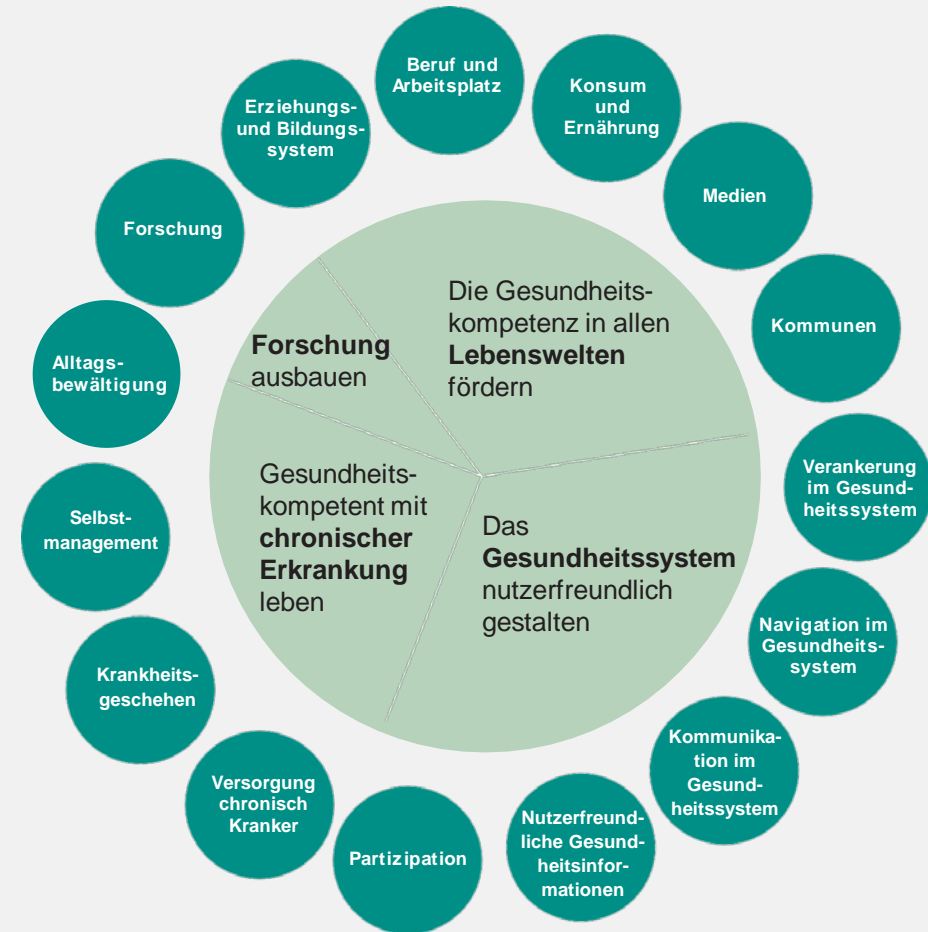 Beruf und
Arbeitsplatz
Konsum
und
Ernährung
Medien
Kommunen
Verankerung
im Gesund-
heitssystem
Navigation im
Gesundheits-
system
Kommunika-
tion im
Gesund-
heitssystem
Nutzerfreund-
liche Gesund-
heitsinfor-
mationen
Partizipation
Versorgung
chronisch
Kranker
Krankheits-
geschehen
Selbst-
management
Alltags-
bewältigung
Forschung
Erziehungs-
und Bildungs-
system
Die Gesundheits-
kompetenz in allen
Lebenswelten
fördern
Das
Gesundheitssystem
nutzerfreundlich
gestalten
Gesundheits-
kompetent mit
chronischer
Erkrankung
leben
Forschung
ausbauen